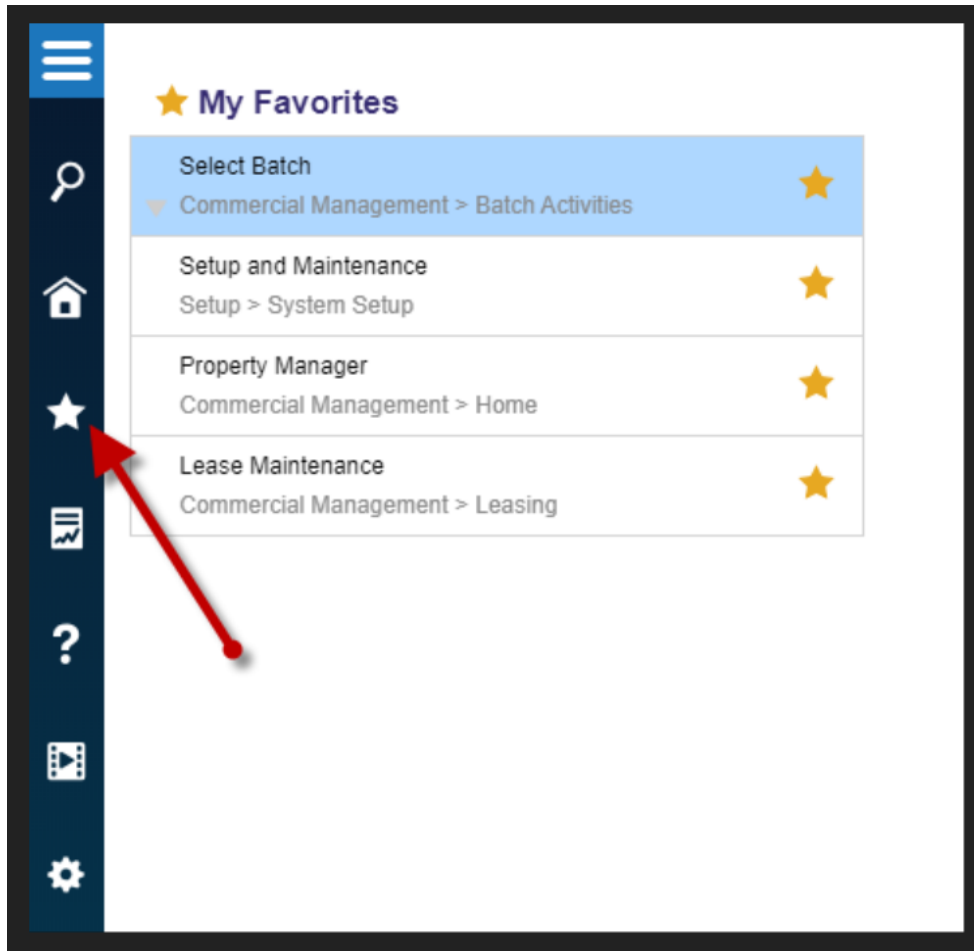 My Favorites
Select Batch
Commercial Management > Batch Activities
Setup and Maintenance
Setup > System Setup
Property Manager
Commercial Management > Home
Lease Maintenance
Commercial Management > Leasing
?